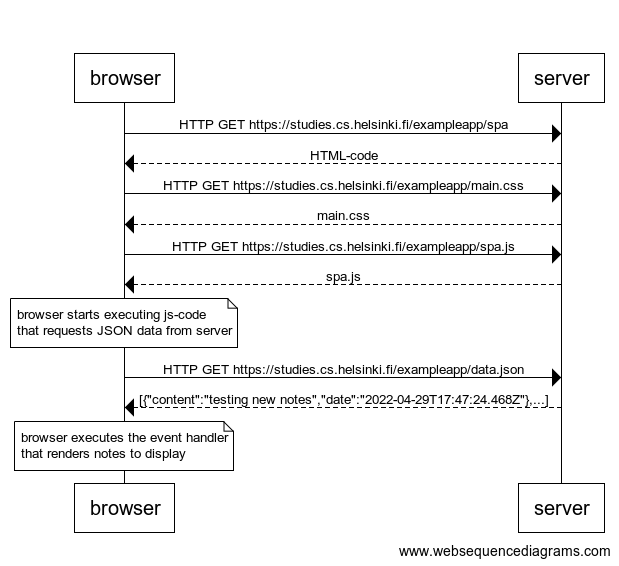 browser
server
HTTP GET https://studies.cs.helsinki.fi/exampleapp/spa
HTML-code
HTTP GET https://studies.cs.helsinki.fi/exampleapp/main.css
main.css
HTTP GET https://studies.cs.helsinki.fi/exampleapp/spa.js
spa.js
browser starts executing js-code
that requests JSON data from server
HTTP GET https://studies.cs.helsinki.fi/exampleapp/data.json
[{"content":"testing new notes","date":"2022-04-29T17:47:24.468Z"},...]
browser executes the event handler
that renders notes to display
browser
server
www.websequencediagrams.com